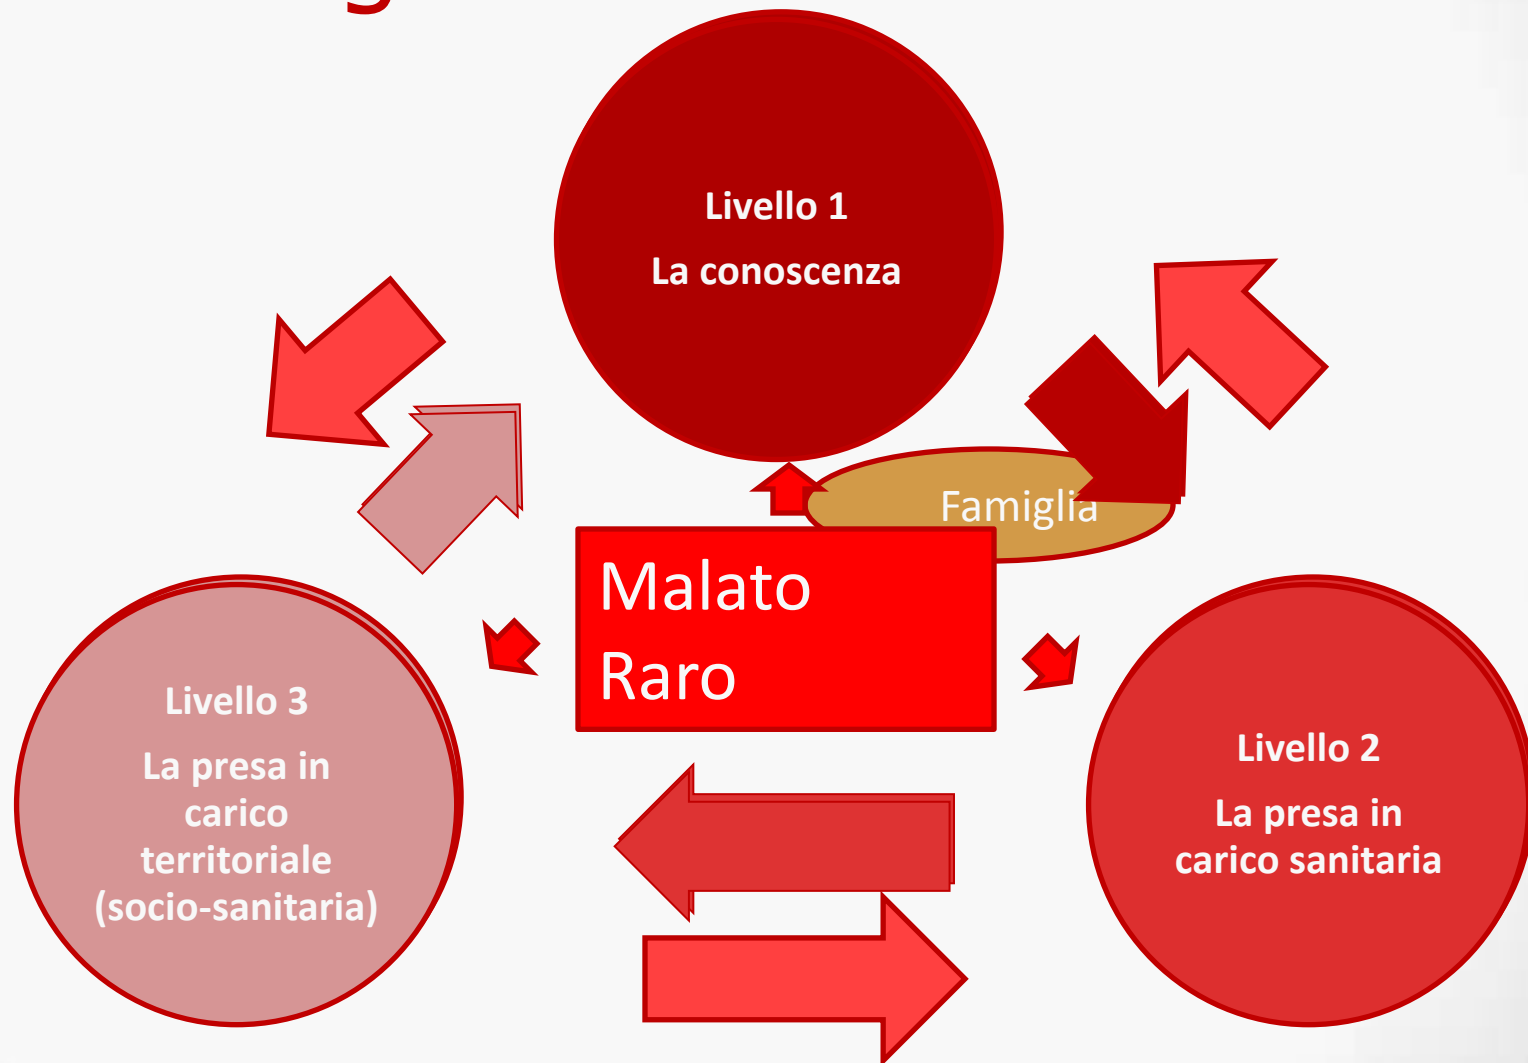 Livello 1
La conoscenza
Famiglia
Malato
Raro
Livello 3
La presa in
carico
territoriale
(socio-sanitaria)
Livello 2
La presa in
carico sanitaria